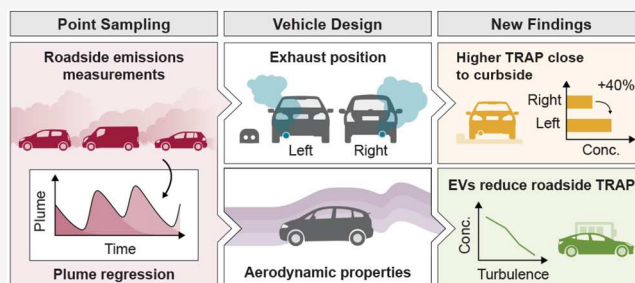 Point Sampling
Roadside emissions
measurements
Plume
Time
Plume regression
Vehicle Design
Exhaust position
Left
Right
Aerodynamic properties
New Findings
Higher TRAP close
to curbside
+40%
Right
Left
Conc.
EVs reduce roadside TRAP
Conc.
Turbulence